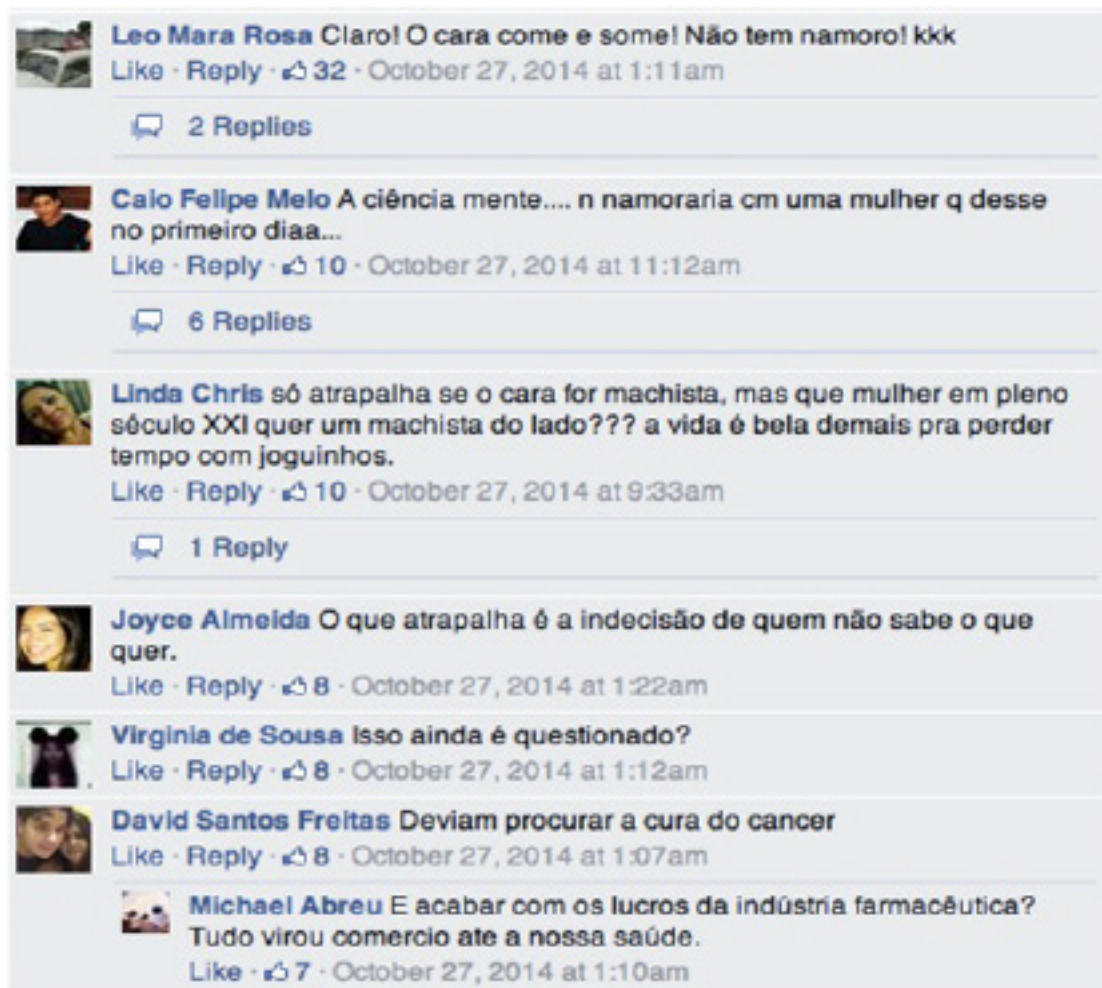 Leo Mara Rosa Claro! O cara come e some! Não tem namoro! kkk
Like · Reply · 32 · October 27, 2014 at 1:11am
2 Replies
Caio Felipe Melo A ciência mente.... n namoraria cm uma mulher q desse
no primeiro diaa...
Like · Reply · 10 · October 27, 2014 at 11:12am
6 Replies
Linda Chris só atrapalha se o cara for machista, mas que mulher em pleno
século XXI quer um machista do lado??? a vida é bela demais pra perder
tempo com joguinhos.
Like · Reply · 10 · October 27, 2014 at 9:33am
1 Reply
Joyce Almeida O que atrapalha é a indecisão de quem não sabe o que
quer.
Like · Reply · 8 · October 27, 2014 at 1:22am
Virginia de Sousa Isso ainda é questionado?
Like · Reply · 8 · October 27, 2014 at 1:12am
David Santos Freitas Deviam procurar a cura do cancer
Like · Reply · 8 · October 27, 2014 at 1:07am
Michael Abreu E acabar com os lucros da indústria farmacêutica?
Tudo virou comercio ate a nossa saúde.
Like · 7 · October 27, 2014 at 1:10am